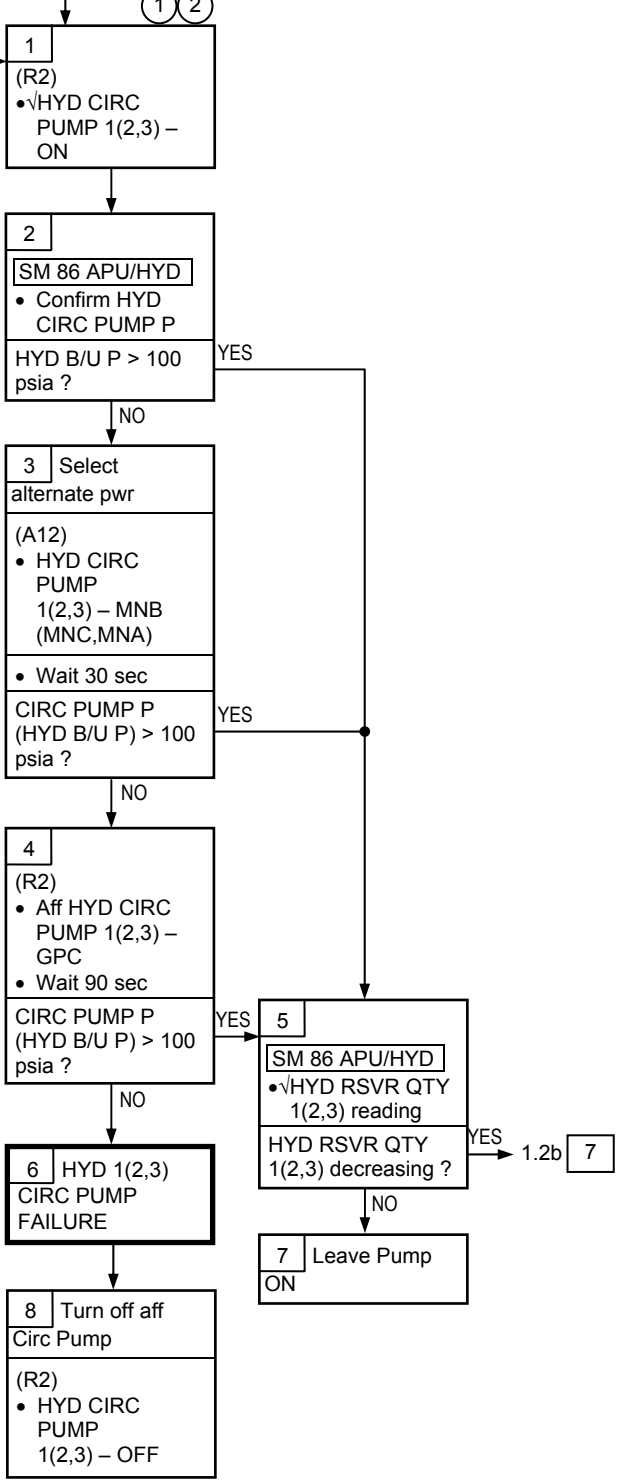 1 2
1
(R2)
•√HYD CIRC
PUMP 1(2,3) –
ON
2
SM 86 APU/HYD
• Confirm HYD
CIRC PUMP P
HYD B/U P > 100
psia ?
YES
NO
3 Select
alternate pwr
(A12)
• HYD CIRC
PUMP
1(2,3) – MNB
(MNC,MNA)
• Wait 30 sec
CIRC PUMP P
(HYD B/U P) > 100
psia ?
YES
NO
4
(R2)
• Aff HYD CIRC
PUMP 1(2,3) –
GPC
• Wait 90 sec
CIRC PUMP P
(HYD B/U P) > 100
psia ?
YES
NO
5
SM 86 APU/HYD
•√HYD RSVR QTY
1(2,3) reading
HYD RSVR QTY
1(2,3) decreasing ?
YES
1.2b 7
NO
6 HYD 1(2,3)
CIRC PUMP
FAILURE
7 Leave Pump
ON
8 Turn off aff
Circ Pump
(R2)
• HYD CIRC
PUMP
1(2,3) – OFF